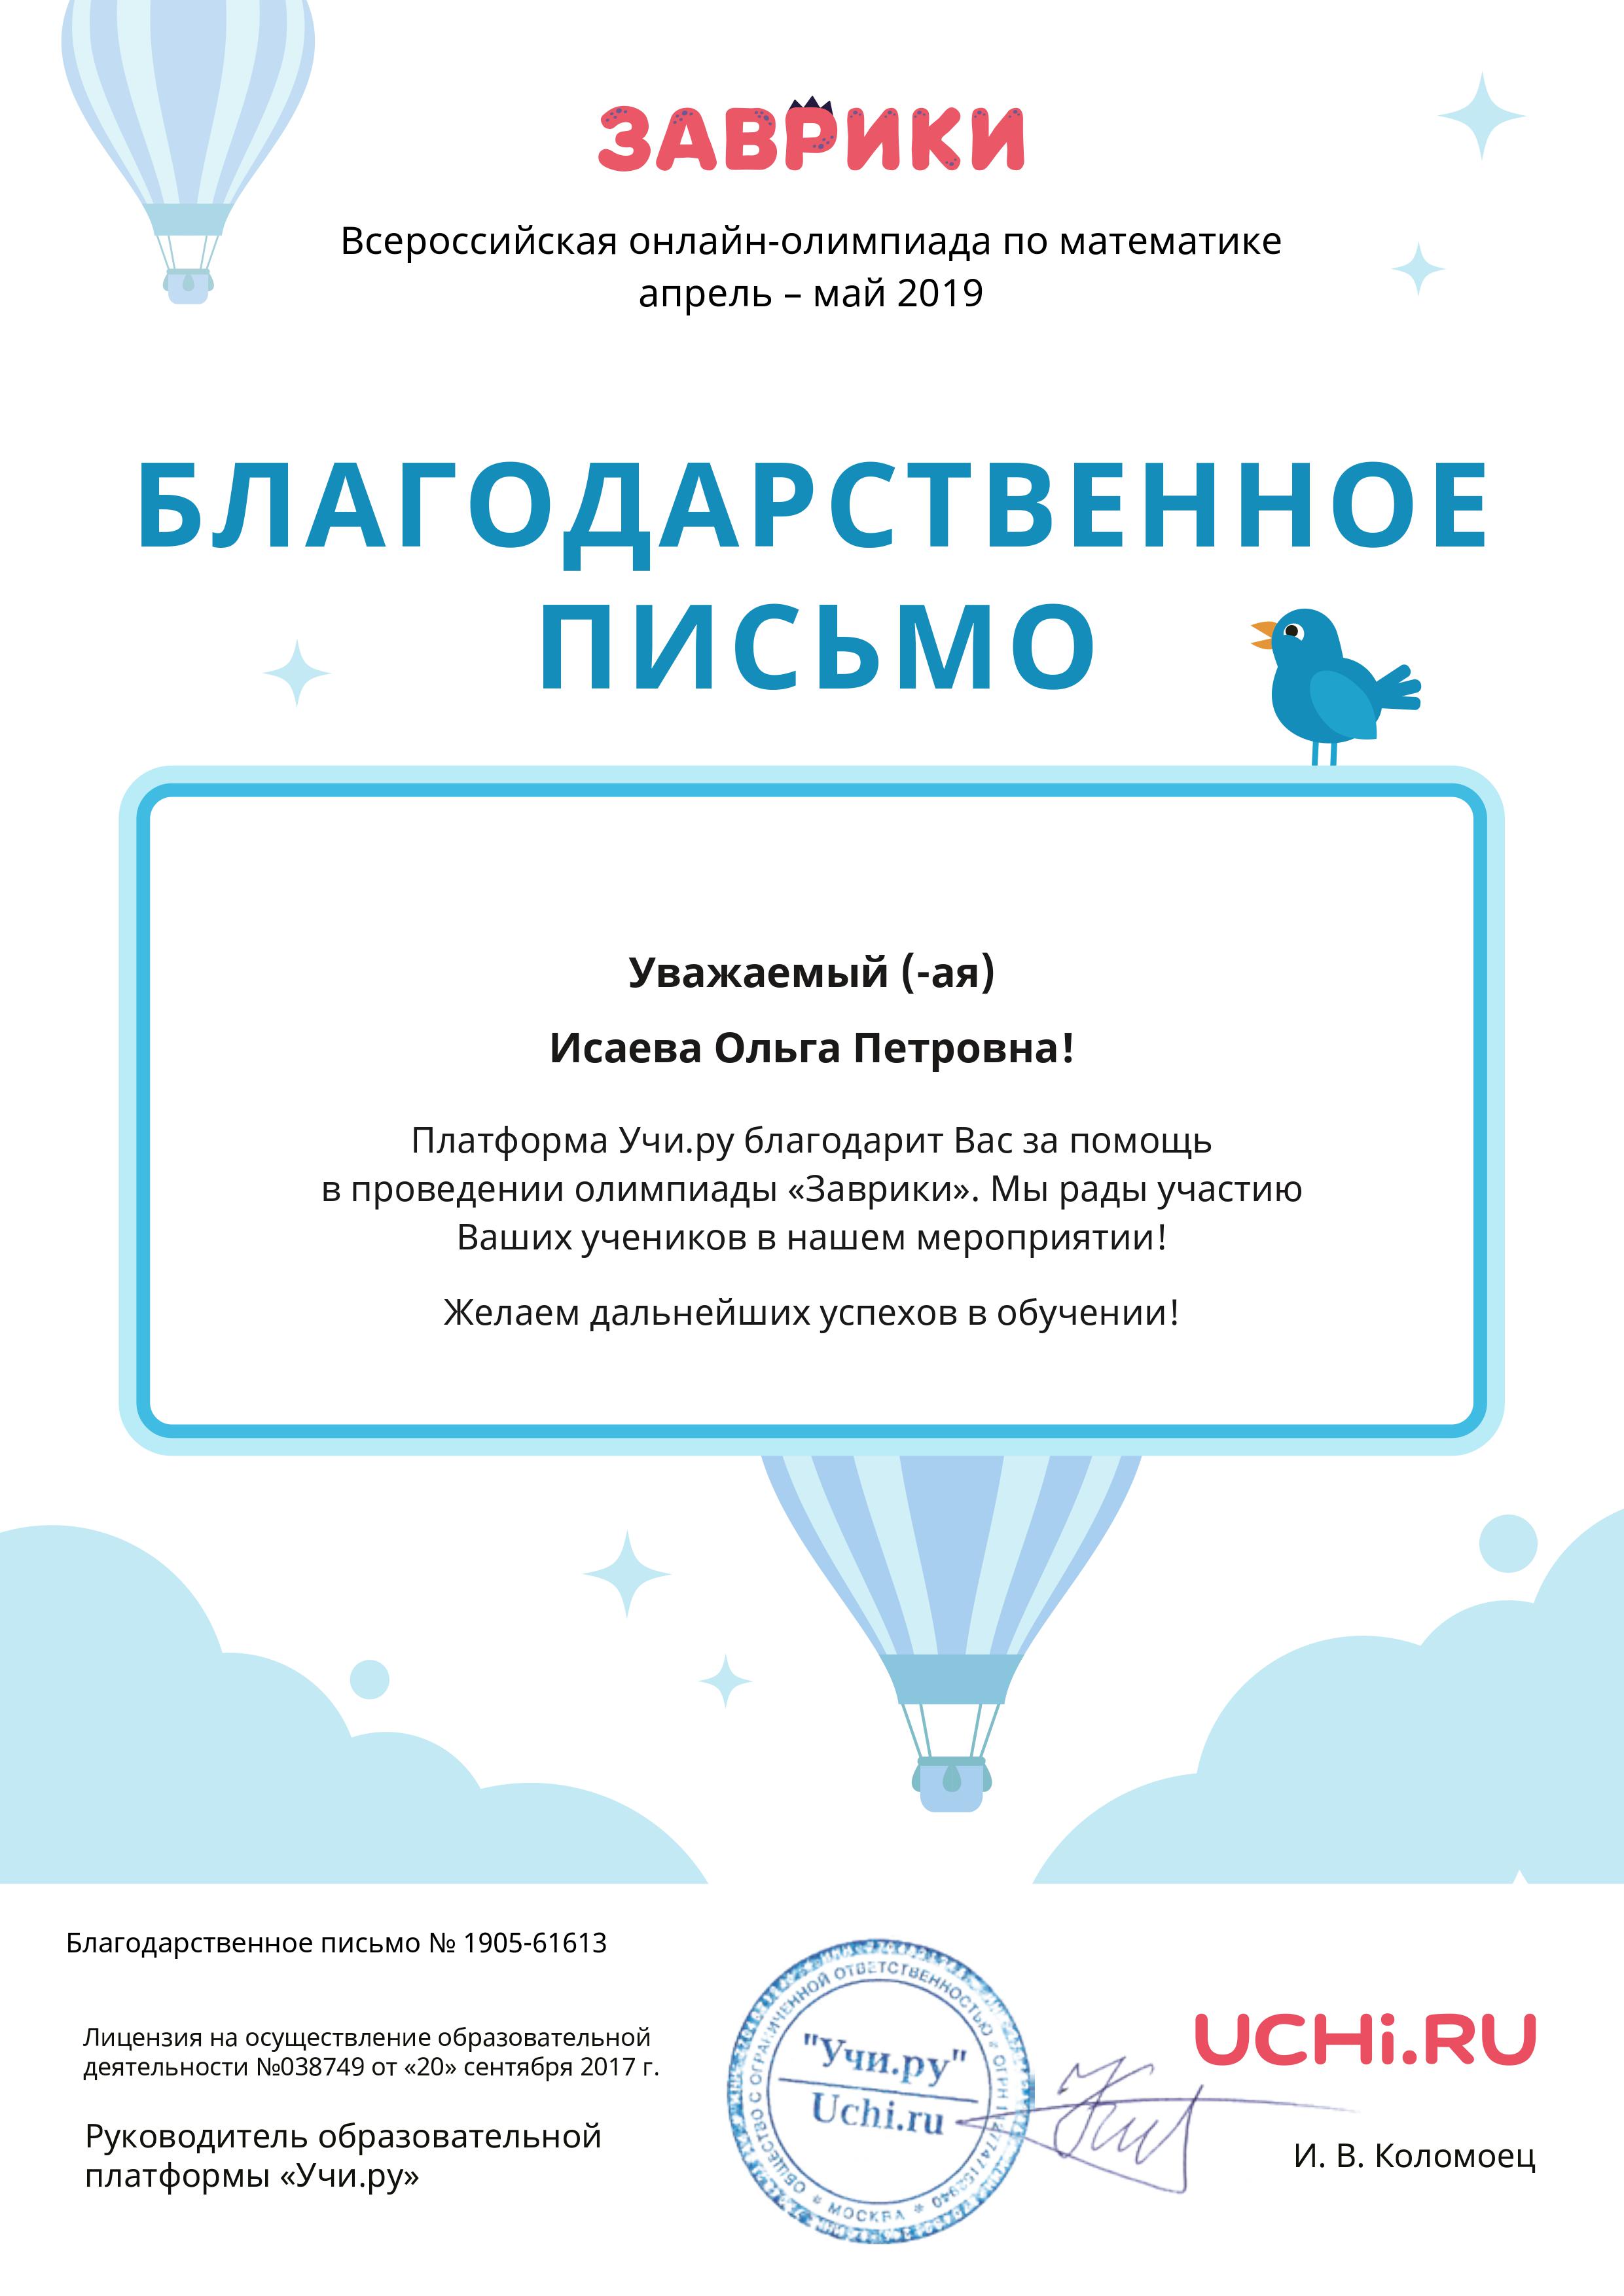 ЗАВРИКИ
Всероссийская онлайн-олимпиада по математике
апрель – май 2019
БЛАГОДАРСТВЕННОЕ
ПИСЬМО
Уважаемый (-ая)
Исаева Ольга Петровна!
Платформа Учи.ру благодарит Вас за помощь
в проведении олимпиады «Заврики». Мы рады участию
Ваших учеников в нашем мероприятии!
Желаем дальнейших успехов в обучении!
Благодарственное письмо № 1905-61613
Лицензия на осуществление образовательной
деятельности №038749 от «20» сентября 2017 г.
Руководитель образовательной
платформы «Учи.ру»
ОБЩЕСТВО С ОГРАНИЧЕННОЙ ОТВЕТСТВЕННОСТЬЮ
ОГРН
МОСКВА
"Учи.ру"
Uchi.ru
UCHi.RU
И. В. Коломоец